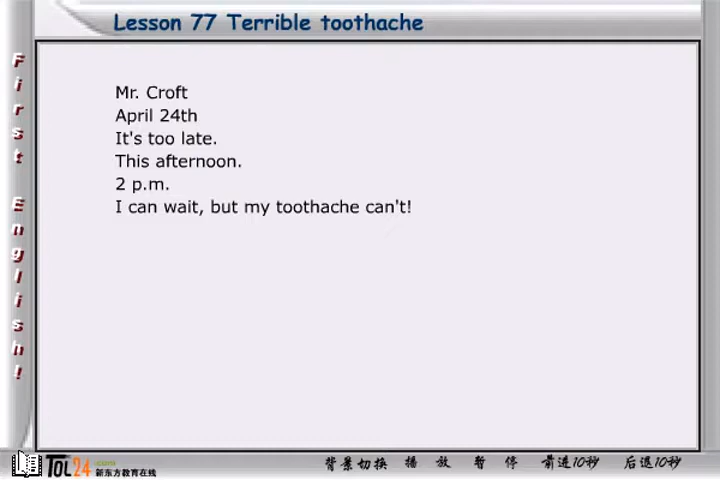 Lesson 77 Terrible toothache
First English!
Mr. Croft
April 24th
It's too late.
This afternoon.
2 p.m.
I can wait, but my toothache can't!
TOL24 新东方教育在线
背景切换 播放 暂停 前进10秒 后退10秒